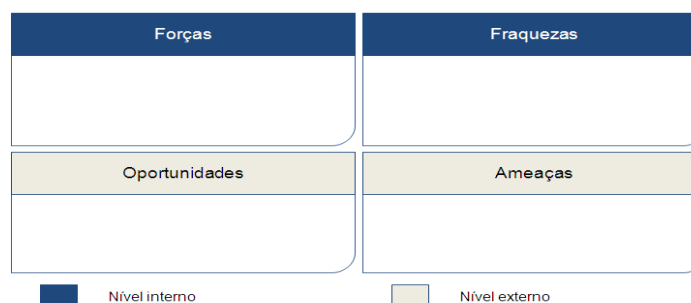 Forças
Fraquezas
Oportunidades
Ameaças
Nível interno
Nível externo